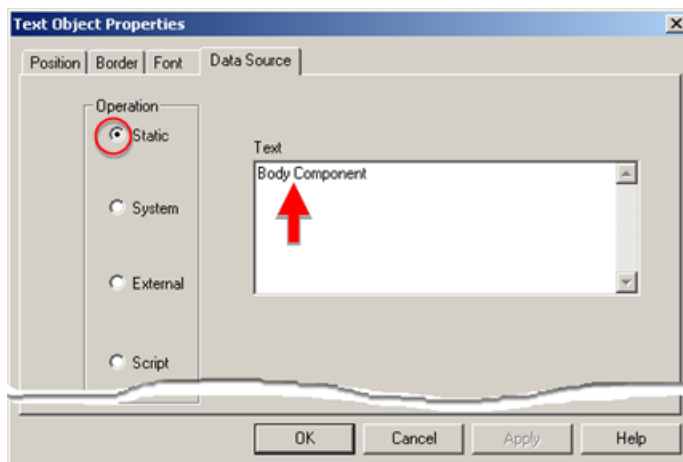 Text Object Properties
Position Border Font Data Source
Operation
Static
Text
Body Component
System
External
Script
OK Cancel Apply Help